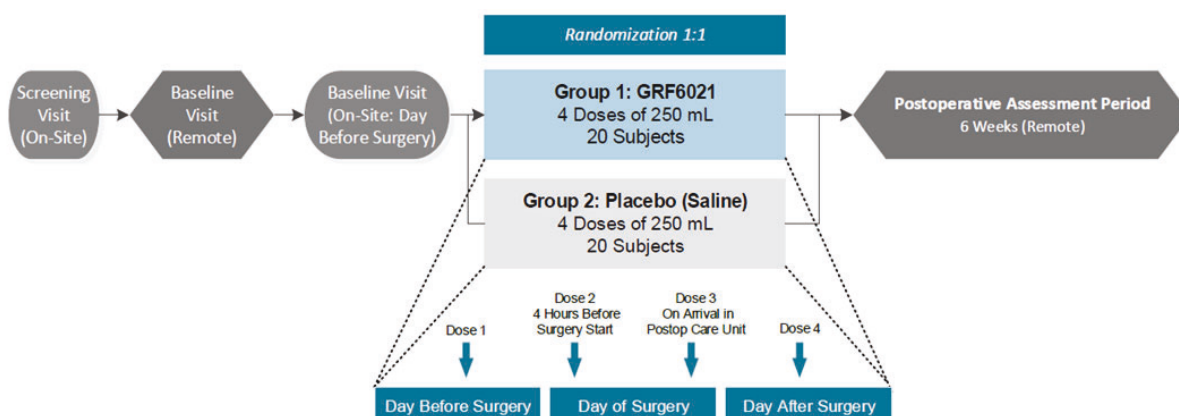 Randomization 1:1
Screening
Visit
(On-Site)
Baseline
Visit
(Remote)
Baseline Visit
(On-Site: Day
Before Surgery)
Group 1: GRF6021
4 Doses of 250 mL
20 Subjects
Postoperative Assessment Period
6 Weeks (Remote)
Group 2: Placebo (Saline)
4 Doses of 250 mL
20 Subjects
Dose 1
Dose 2
4 Hours Before
Surgery Start
Dose 3
On Arrival in
Postop Care Unit
Dose 4
Day Before Surgery
Day of Surgery
Day After Surgery